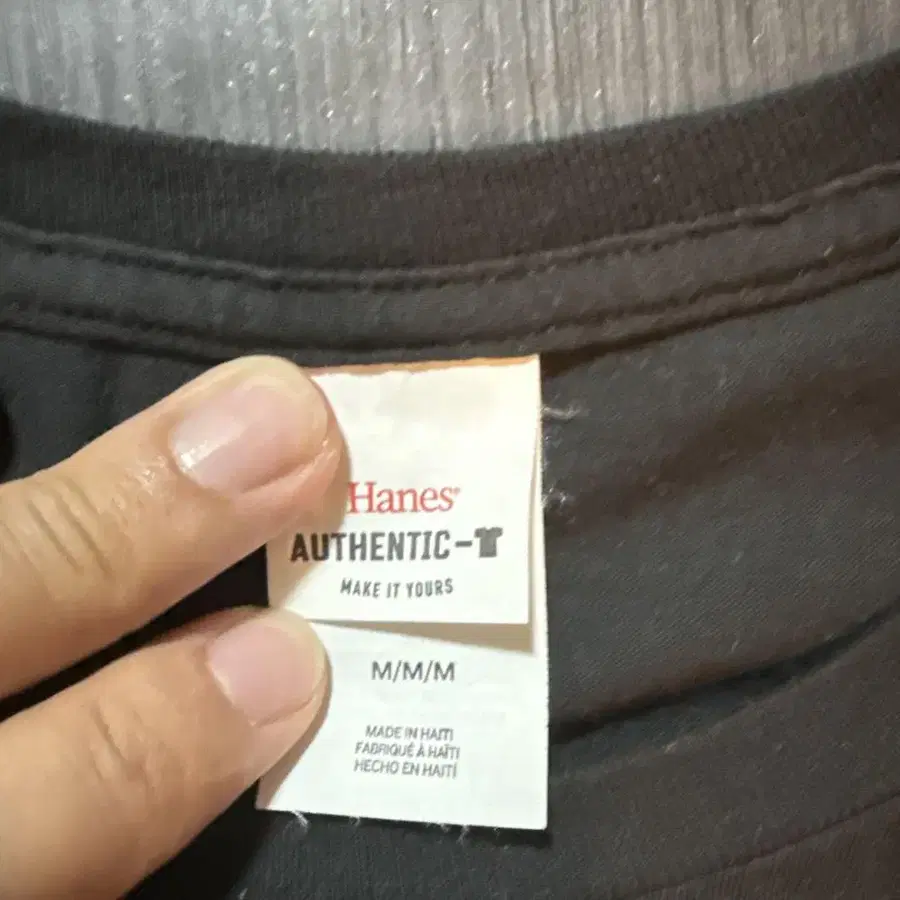 Hanes®
AUTHENTIC-
MAKE IT YOURS
M/M/M
MADE IN HAITI
FABRIQUÉ À HAÏTI
HECHO EN HAITÍ